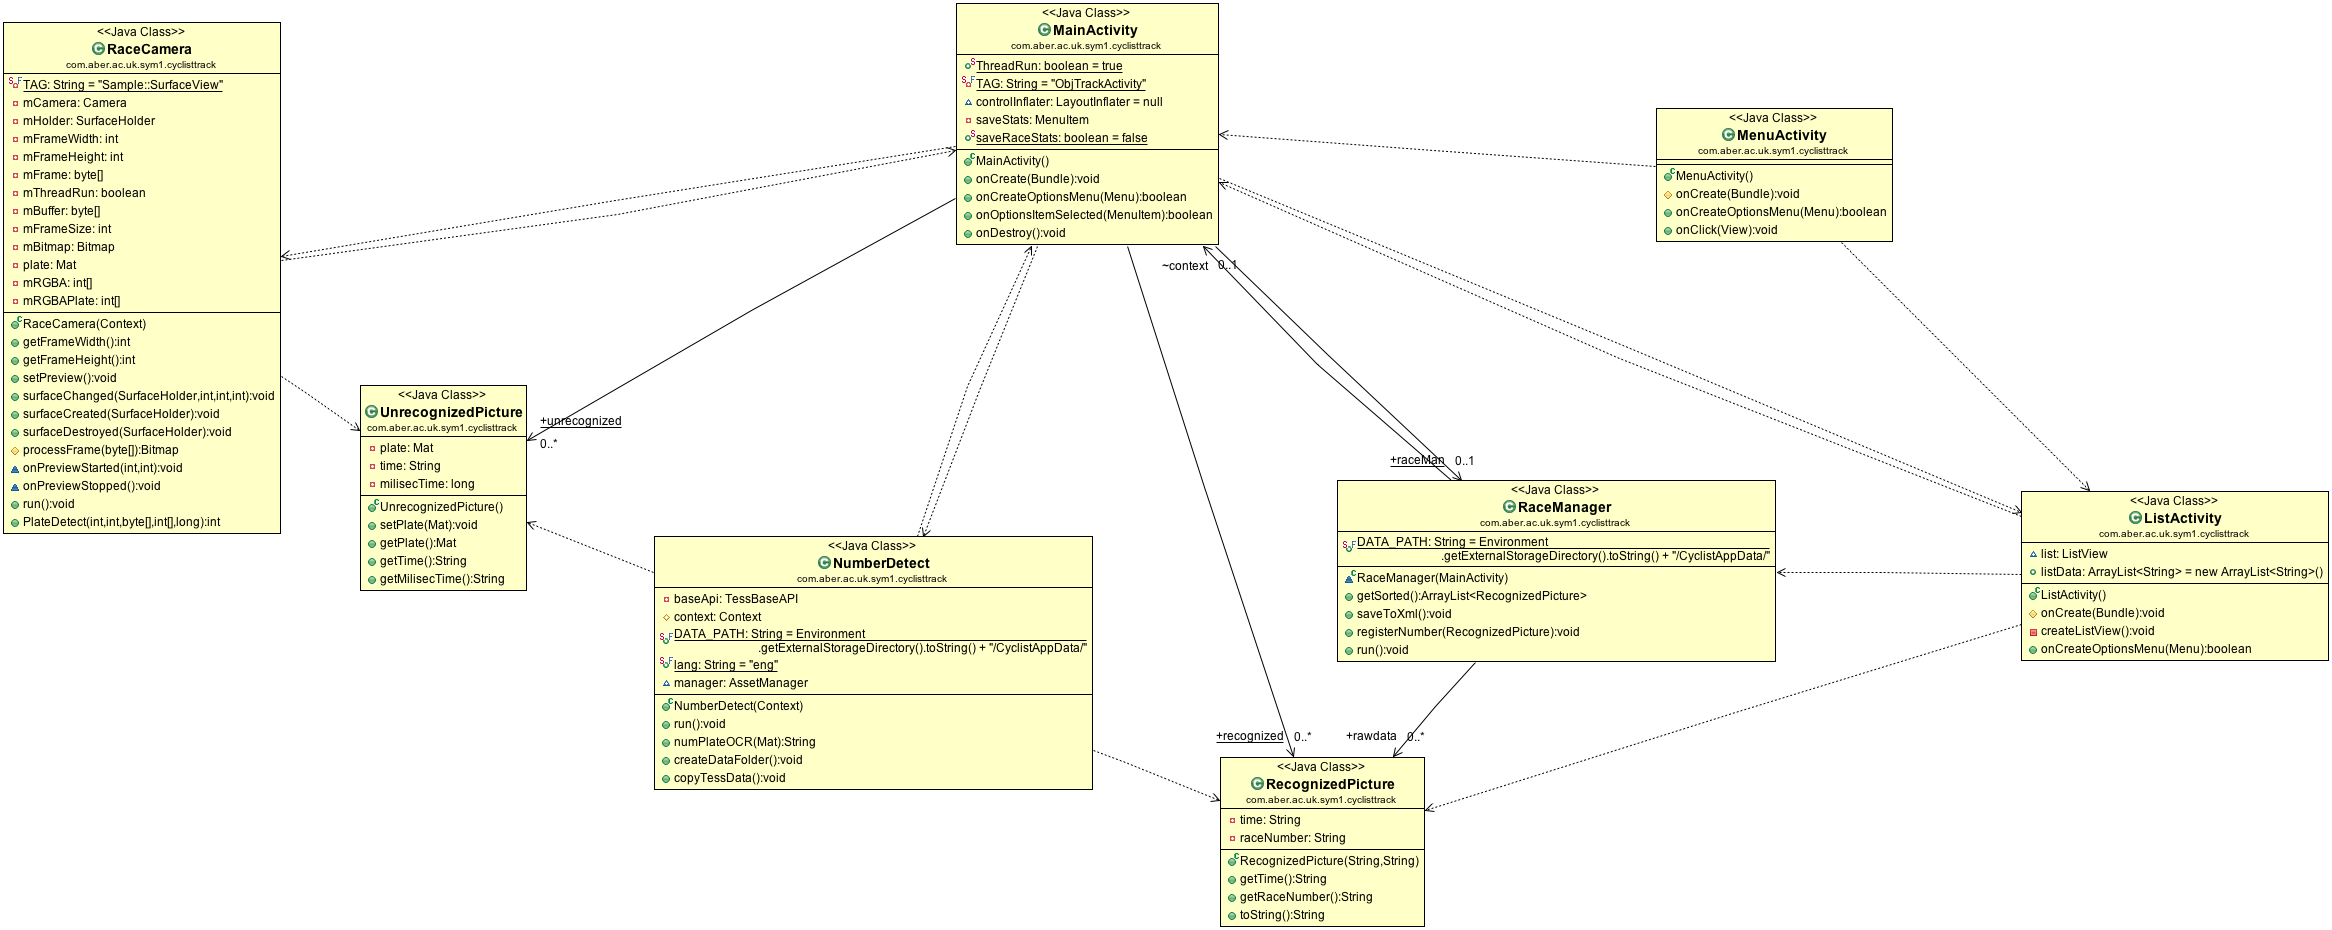 <<Java Class>>
RaceCamera
com.aber.ac.uk.sym1.cyclisttrack
TAG: String = "Sample::SurfaceView"
mCamera: Camera
mHolder: SurfaceHolder
mFrameWidth: int
mFrameHeight: int
mFrame: byte[]
mThreadRun: boolean
mBuffer: byte[]
mFrameSize: int
mBitmap: Bitmap
plate: Mat
mRGBA: int[]
mRGBAPlate: int[]
RaceCamera(Context)
getFrameWidth():int
getFrameHeight():int
setPreview():void
surfaceChanged(SurfaceHolder,int,int,int):void
surfaceCreated(SurfaceHolder):void
surfaceDestroyed(SurfaceHolder):void
processFrame(byte[]):Bitmap
onPreviewStarted(int,int):void
onPreviewStopped():void
run():void
PlateDetect(int,int,byte[],int[],long):int
<<Java Class>>
MainActivity
com.aber.ac.uk.sym1.cyclisttrack
ThreadRun: boolean = true
TAG: String = "ObjTrackActivity"
controlInflater: LayoutInflater = null
saveStats: MenuItem
saveRaceStats: boolean = false
MainActivity()
onCreate(Bundle):void
onCreateOptionsMenu(Menu):boolean
onOptionsItemSelected(MenuItem):boolean
onDestroy():void
<<Java Class>>
MenuActivity
com.aber.ac.uk.sym1.cyclisttrack
MenuActivity()
onCreate(Bundle):void
onCreateOptionsMenu(Menu):boolean
onClick(View):void
~context 0..1
<<Java Class>>
UnrecognizedPicture
com.aber.ac.uk.sym1.cyclisttrack
plate: Mat
time: String
milisecTime: long
UnrecognizedPicture()
setPlate(Mat):void
getPlate():Mat
getTime():String
getMilisecTime():String
+unrecognized
0..*
<<Java Class>>
NumberDetect
com.aber.ac.uk.sym1.cyclisttrack
baseApi: TessBaseAPI
context: Context
DATA_PATH: String = Environment
.getExternalStorageDirectory().toString() + "/CyclistAppData/"
lang: String = "eng"
manager: AssetManager
NumberDetect(Context)
run():void
numPlateOCR(Mat):String
createDataFolder():void
copyTessData():void
+raceMan 0..1
<<Java Class>>
RaceManager
com.aber.ac.uk.sym1.cyclisttrack
DATA_PATH: String = Environment
.getExternalStorageDirectory().toString() + "/CyclistAppData/"
RaceManager(MainActivity)
getSorted():ArrayList<RecognizedPicture>
saveToXml():void
registerNumber(RecognizedPicture):void
run():void
<<Java Class>>
ListActivity
com.aber.ac.uk.sym1.cyclisttrack
list: ListView
listData: ArrayList<String> = new ArrayList<String>()
ListActivity()
onCreate(Bundle):void
createListView():void
onCreateOptionsMenu(Menu):boolean
+recognized 0..*
+rawdata 0..*
<<Java Class>>
RecognizedPicture
com.aber.ac.uk.sym1.cyclisttrack
time: String
raceNumber: String
RecognizedPicture(String,String)
getTime():String
getRaceNumber():String
toString():String